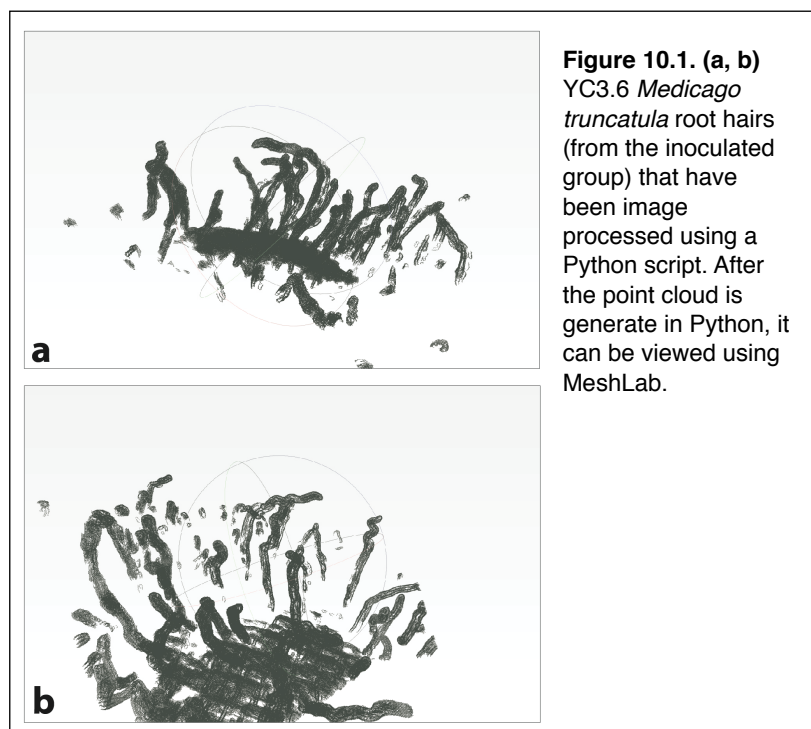 a
b
Figure 10.1. (a, b)
YC3.6 Medicago
truncatula root hairs
(from the inoculated
group) that have
been image
processed using a
Python script. After
the point cloud is
generate in Python, it
can be viewed using
MeshLab.